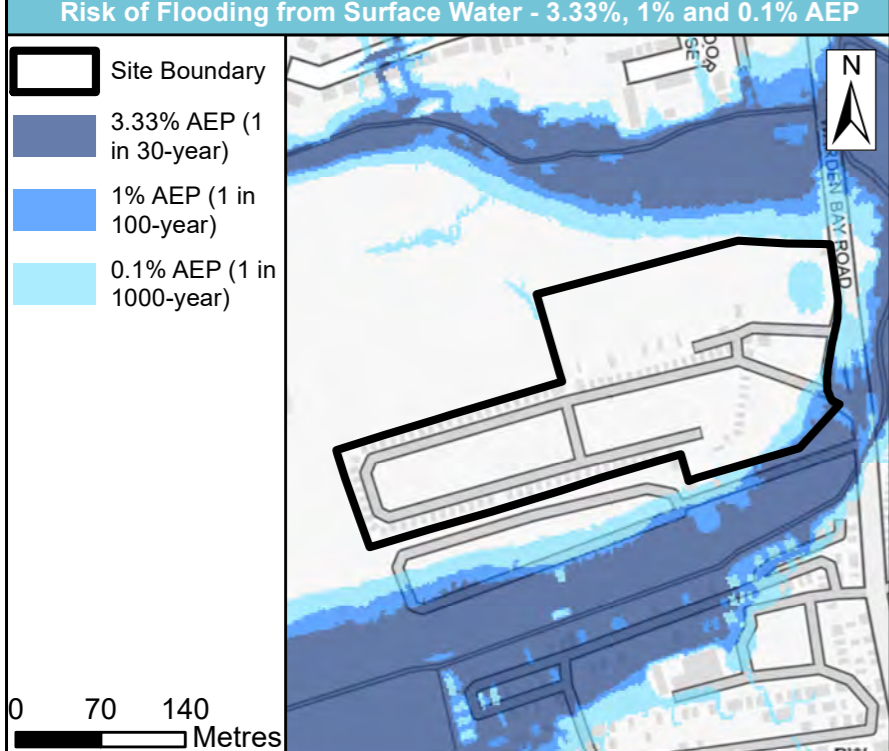 Risk of Flooding from Surface Water - 3.33%, 1% and 0.1% AEP
Site Boundary
3.33% AEP (1
in 30-year)
1% AEP (1 in
100-year)
0.1% AEP (1 in
1000-year)
0 70 140
Metres
N
BAY ROAD